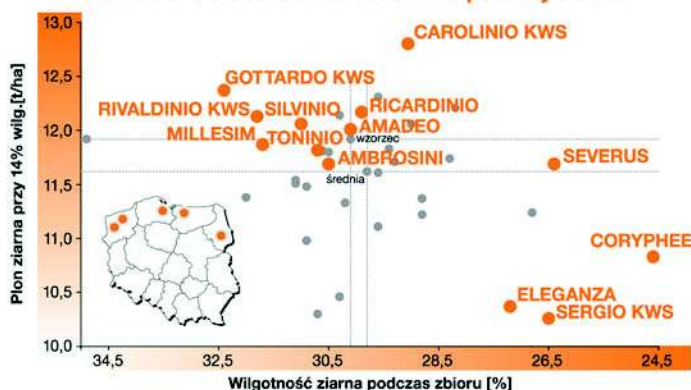 Plon ziarna przy 14% wilg.[t/ha]
13,0
12,5
12,0
11,5
11,0
10,5
10,0
CAROLINIO KWS
GOTTARDO KWS
RIVALDINIO KWS
SILVINIO
RICARDINIO
MILLESIM
TONINIO
AMADEO
wzorzec
AMBROSINI
SEVERUS
średnia
CORYPHEE
ELEGANZA
SERGIO KWS
34,5
32,5
30,5
28,5
26,5
24,5
Wilgotność ziarna podczas zbioru [%]